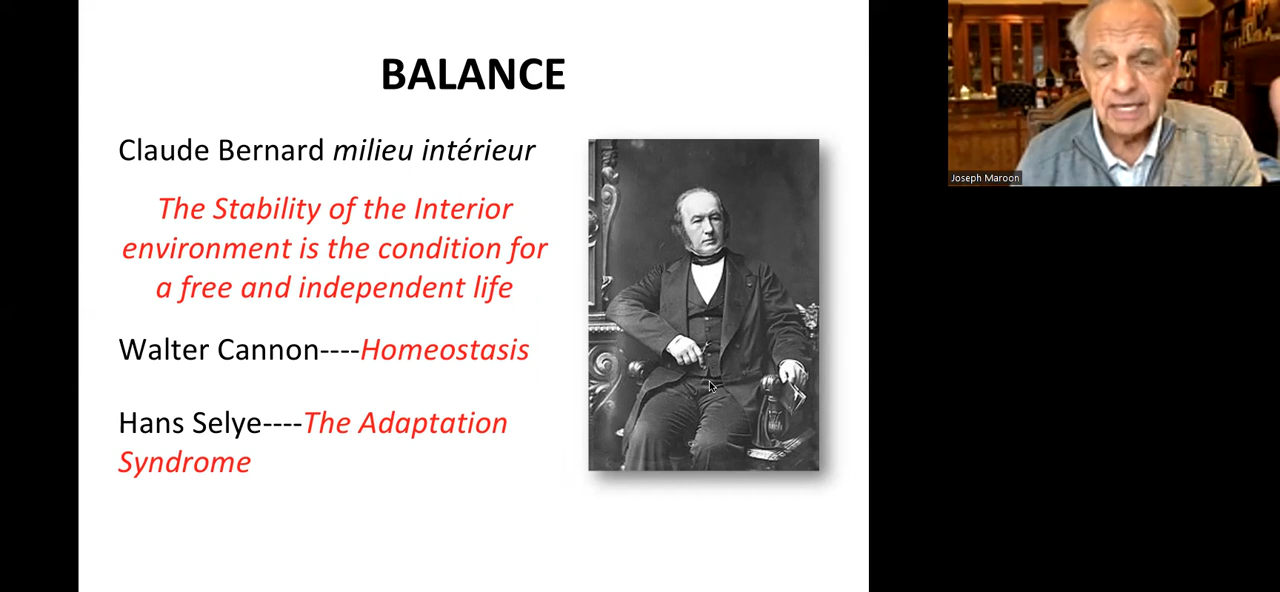 BALANCE
Claude Bernard milieu intérieur
The Stability of the Interior
environment is the condition for
a free and independent life
Walter Cannon----Homeostasis
Hans Selye----The Adaptation
Syndrome
Joseph Maroon